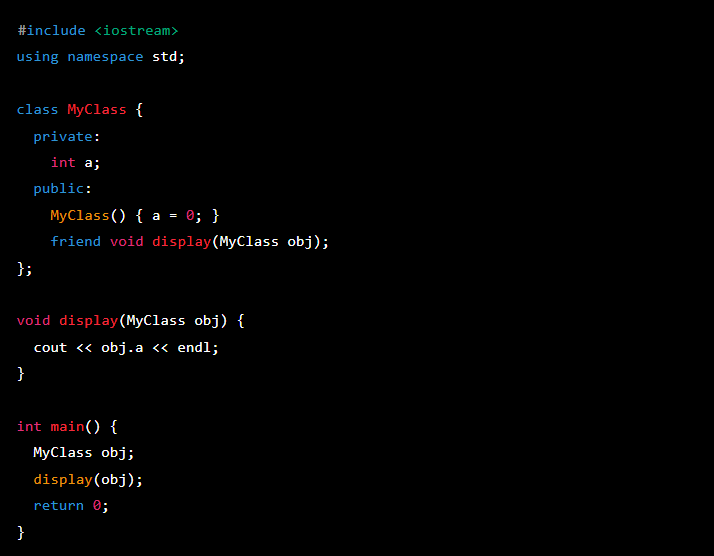 #include <iostream>
using namespace std;
class MyClass {
private:
int a;
public:
MyClass() { a = 0; }
friend void display(MyClass obj);
};
void display(MyClass obj) {
cout << obj.a << endl;
}
int main() {
MyClass obj;
display(obj);
return 0;
}